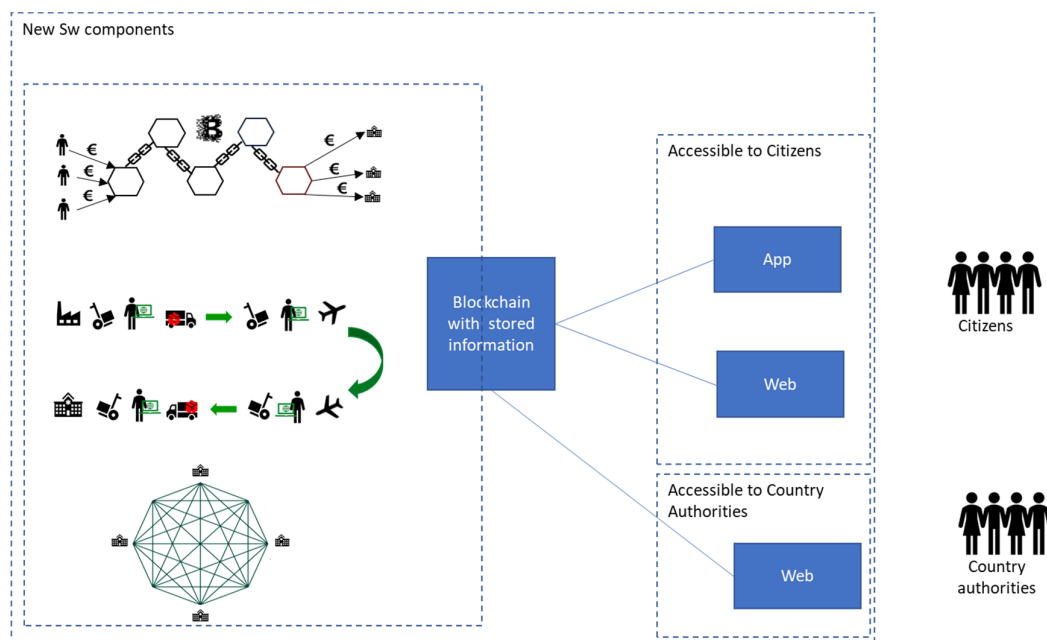 New Sw components
€
€
€
€
€
€
Accessible to Citizens
App
Web
Blockchain
with stored
information
Citizens
Accessible to Country
Authorities
Web
Country
authorities